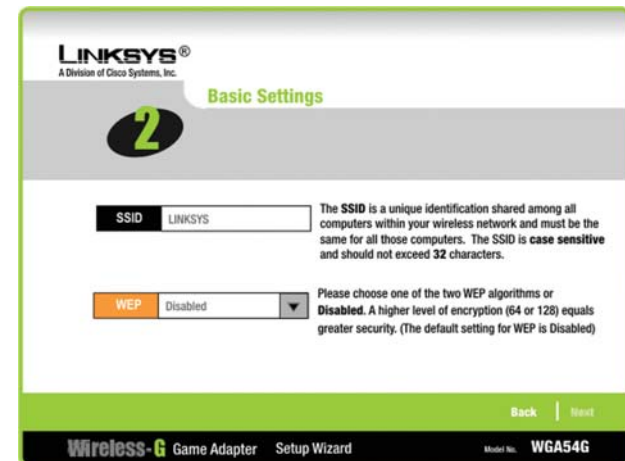 LINKSYS®
A Division of Cisco Systems, Inc.
Basic Settings
2
SSID LINKSYS
The SSID is a unique identification shared among all
computers within your wireless network and must be the
same for all those computers. The SSID is case sensitive
and should not exceed 32 characters.
WEP Disabled
Please choose one of the two WEP algorithms or
Disabled. A higher level of encryption (64 or 128) equals
greater security. (The default setting for WEP is Disabled)
Back Next
Wireless-G Game Adapter Setup Wizard Model No. WGA54G